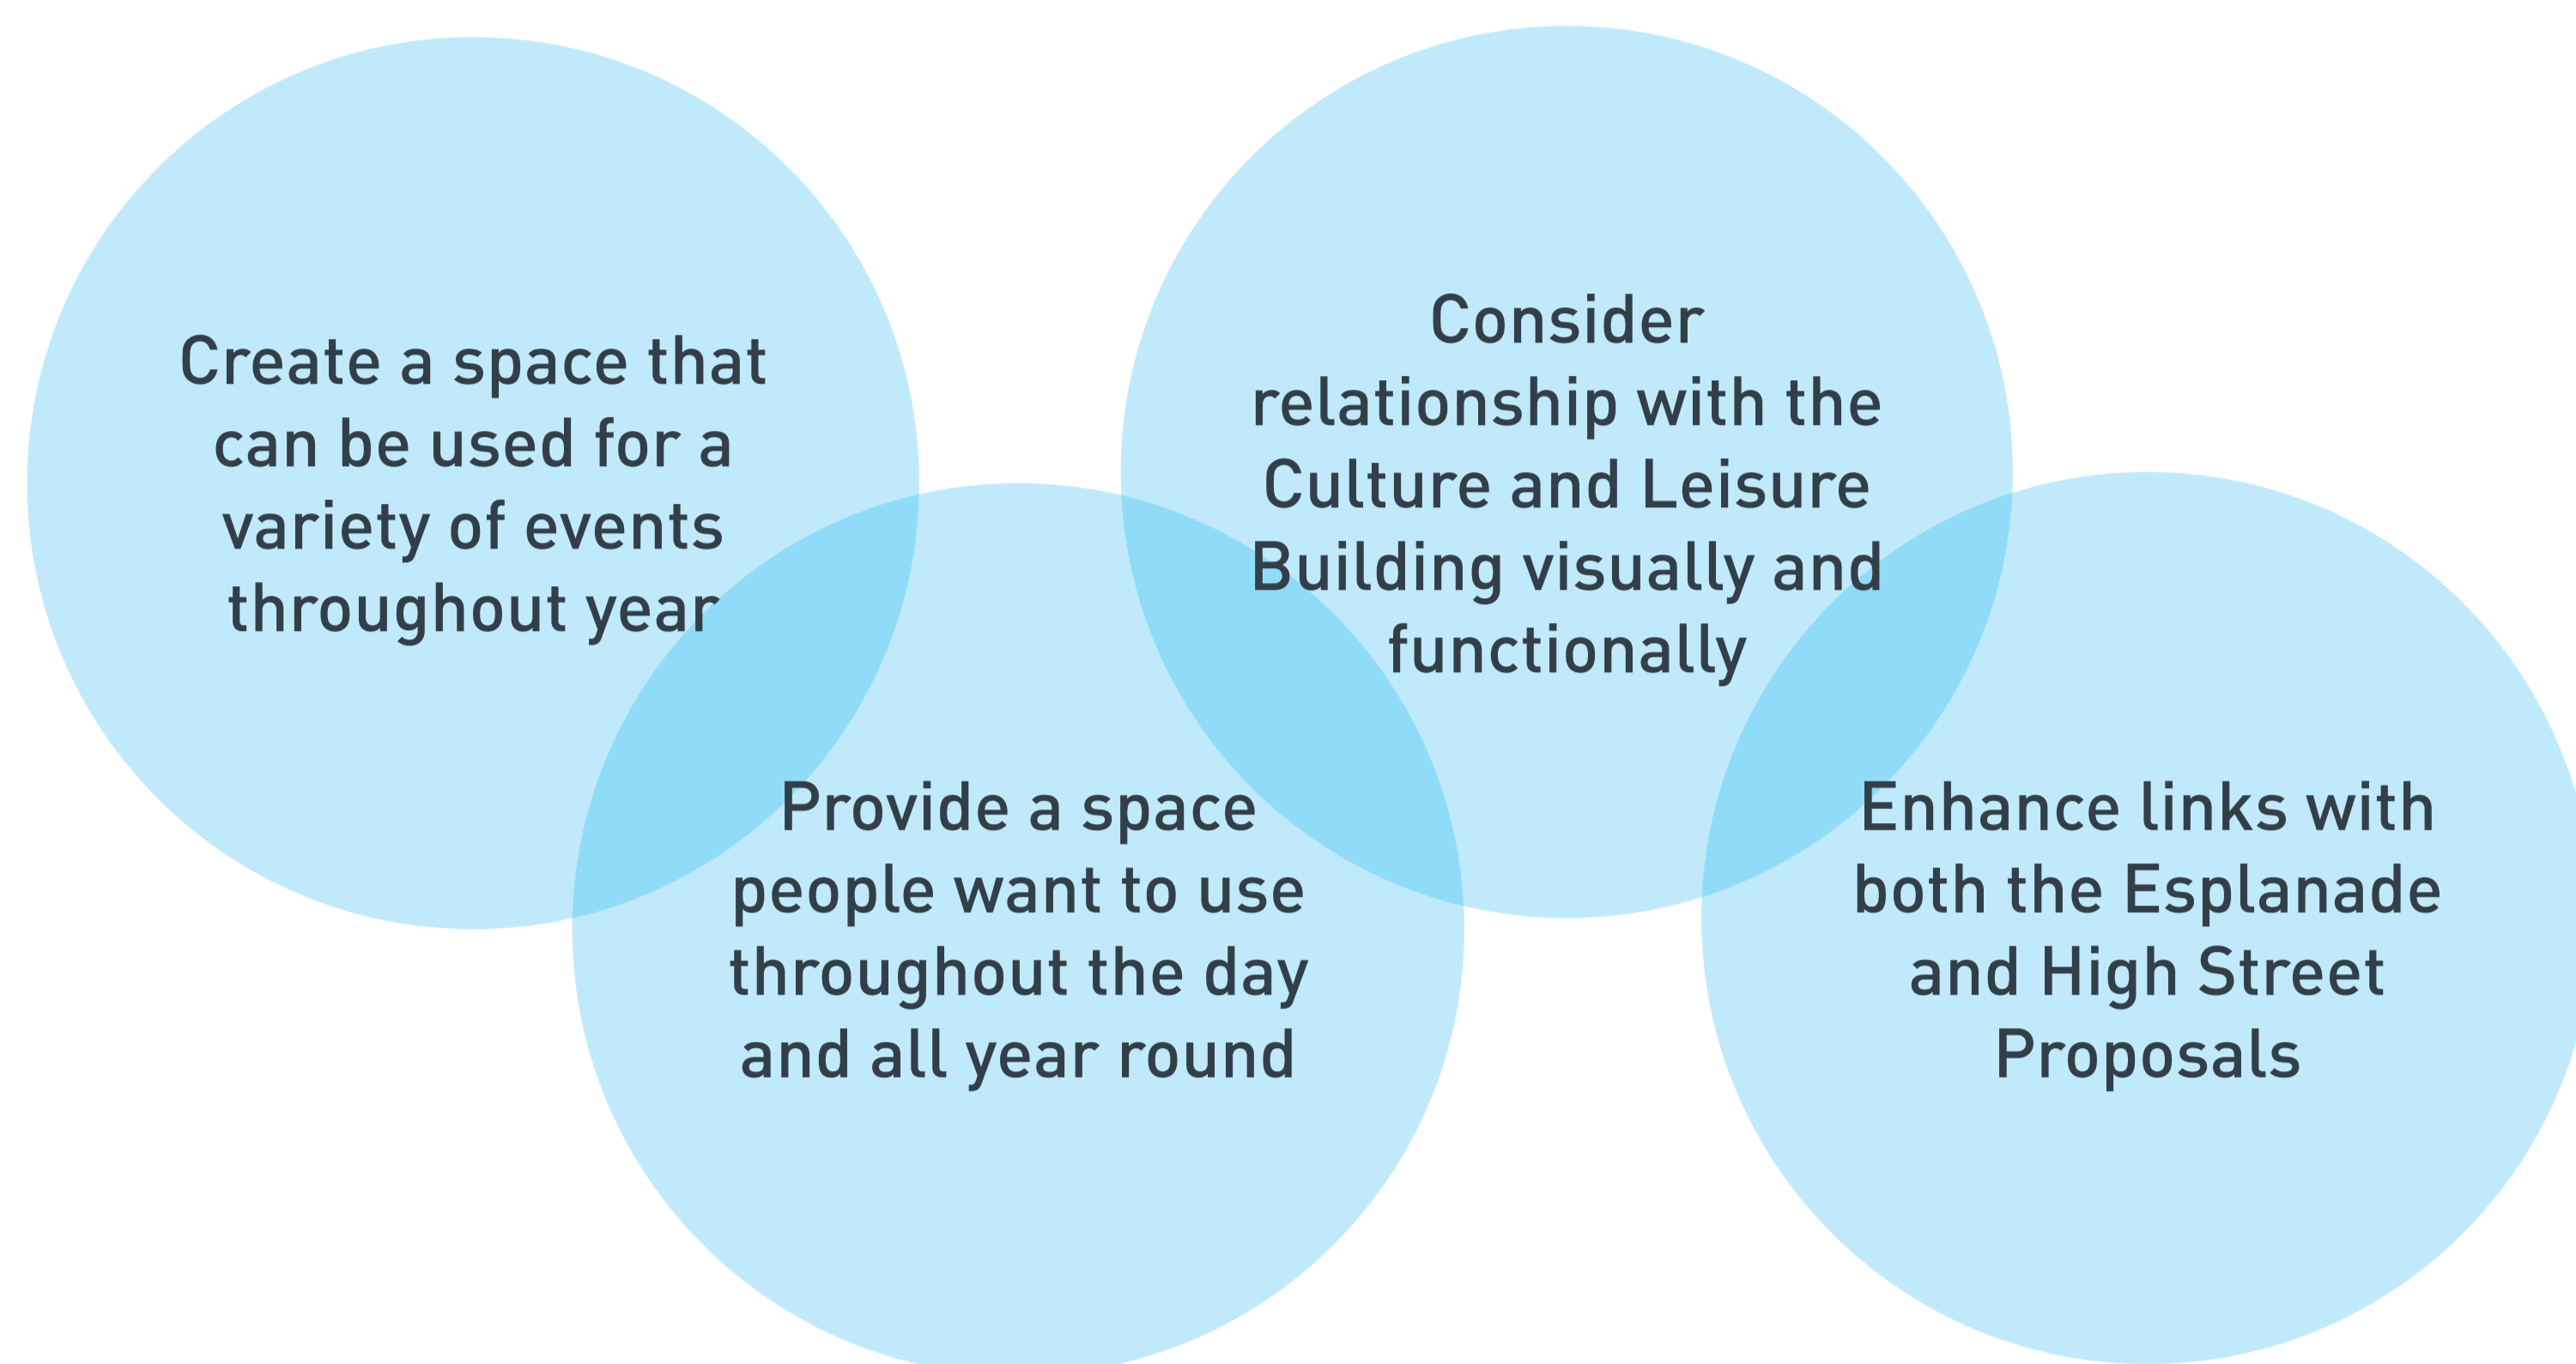 Create a space that
can be used for a
variety of events
throughout year
Provide a space
people want to use
throughout the day
and all year round
Consider
relationship with the
Culture and Leisure
Building visually and
functionally
Enhance links with
both the Esplanade
and High Street
Proposals